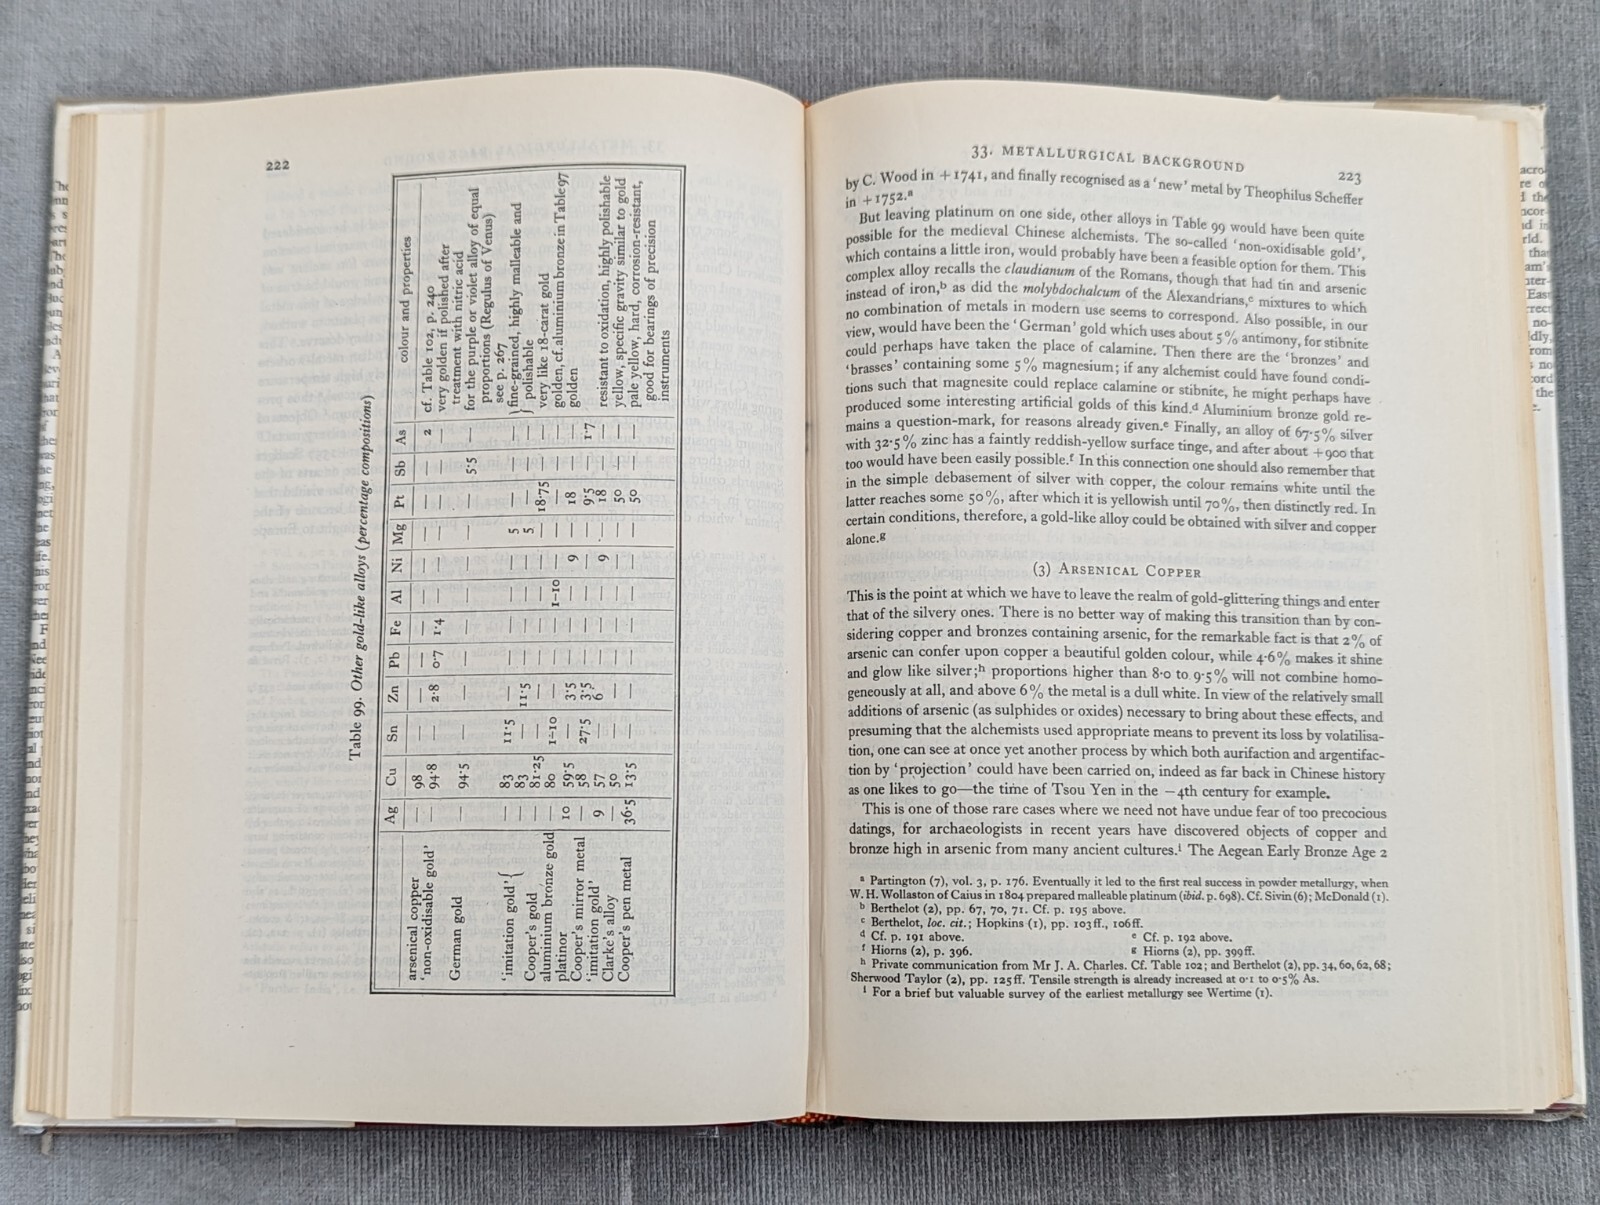 222
Table 99. Other gold-like alloys (percentage compositions)
Ag Cu Sn Zn Pb Fe Al Ni Mg Pt Sb As colour and properties
arsenical copper — 98 — — — — — — — — — 2 cf. Table 102, p. 240
'non-oxidisable gold' — 94·8 — 2·8 0·7 1·4 — — — — — — very golden if polished after
treatment with nitric acid
German gold — 94·5 — — — — — — — — 5·5 — for the purple or violet alloy of equal
proportions (Regulus of Venus)
see p. 267
'imitation gold' { — 83 11·5 — — — — — 5 — — — } fine-grained, highly malleable and
— 83 — 11·5 — — — — 5 — — — polishable
Cooper's gold — 81·25 — — — — — — — 18·75 — — very like 18-carat gold
aluminium bronze gold — 80 1–10 — — — 1–10 — — — — — golden, cf. aluminium bronze in Table 97
platinor 10 59·5 — 3·5 — — — 9 — 18 — — golden
Cooper's mirror metal — 58 27·5 3·5 — — — — — 9·5 — 1·7
'imitation gold' 9 57 — 6 — — — 9 — 18 — — resistant to oxidation, highly polishable
Clarke's alloy — 50 — — — — — — — 50 — — yellow, specific gravity similar to gold
Cooper's pen metal 36·5 13·5 — — — — — — — 50 — — pale yellow, hard, corrosion-resistant,
good for bearings of precision
instruments
33. METALLURGICAL BACKGROUND 223
by C. Wood in +1741, and finally recognised as a 'new' metal by Theophilus Scheffer
in +1752.a
But leaving platinum on one side, other alloys in Table 99 would have been quite
possible for the medieval Chinese alchemists. The so-called 'non-oxidisable gold',
which contains a little iron, would probably have been a feasible option for them. This
complex alloy recalls the claudianum of the Romans, though that had tin and arsenic
instead of iron,b as did the molybdochalcum of the Alexandrians,c mixtures to which
no combination of metals in modern use seems to correspond. Also possible, in our
view, would have been the 'German' gold which uses about 5% antimony, for stibnite
could perhaps have taken the place of calamine. Then there are the 'bronzes' and
'brasses' containing some 5% magnesium; if any alchemist could have found condi-
tions such that magnesite could replace calamine or stibnite, he might perhaps have
produced some interesting artificial golds of this kind.d Aluminium bronze gold re-
mains a question-mark, for reasons already given.e Finally, an alloy of 67·5% silver
with 32·5% zinc has a faintly reddish-yellow surface tinge, and after about +900 that
too would have been easily possible.f In this connection one should also remember that
in the simple debasement of silver with copper, the colour remains white until the
latter reaches some 50%, after which it is yellowish until 70%, then distinctly red. In
certain conditions, therefore, a gold-like alloy could be obtained with silver and copper
alone.g
(3) Arsenical Copper
This is the point at which we have to leave the realm of gold-glittering things and enter
that of the silvery ones. There is no better way of making this transition than by con-
sidering copper and bronzes containing arsenic, for the remarkable fact is that 2% of
arsenic can confer upon copper a beautiful golden colour, while 4·6% makes it shine
and glow like silver;h proportions higher than 8·0 to 9·5% will not combine homo-
geneously at all, and above 6% the metal is a dull white. In view of the relatively small
additions of arsenic (as sulphides or oxides) necessary to bring about these effects, and
presuming that the alchemists used appropriate means to prevent its loss by volatilisa-
tion, one can see at once yet another process by which both aurifaction and argentifac-
tion by 'projection' could have been carried on, indeed as far back in Chinese history
as one likes to go—the time of Tsou Yen in the −4th century for example.
This is one of those rare cases where we need not have undue fear of too precocious
datings, for archaeologists in recent years have discovered objects of copper and
bronze high in arsenic from many ancient cultures.i The Aegean Early Bronze Age 2
a Partington (7), vol. 3, p. 176. Eventually it led to the first real success in powder metallurgy, when
W. H. Wollaston of Caius in 1804 prepared malleable platinum (ibid. p. 698). Cf. Sivin (6); McDonald (1).
b Berthelot (2), pp. 67, 70, 71. Cf. p. 195 above.
c Berthelot, loc. cit.; Hopkins (1), pp. 103ff., 106ff.
d Cf. p. 191 above. e Cf. p. 192 above.
f Hiorns (2), p. 396. g Hiorns (2), pp. 399ff.
h Private communication from Mr J. A. Charles. Cf. Table 102; and Berthelot (2), pp. 34, 60, 62, 68;
Sherwood Taylor (2), pp. 125ff. Tensile strength is already increased at 0·1 to 0·5% As.
i For a brief but valuable survey of the earliest metallurgy see Wertime (1).